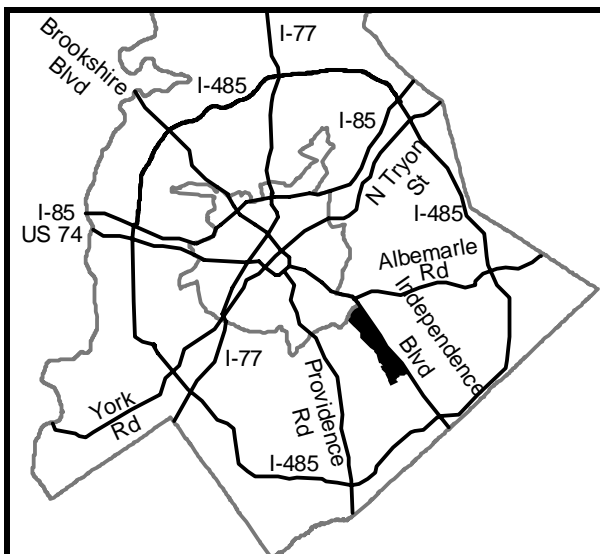 I-77
Brookshire
Blvd
I-485
I-85
N Tryon
St
I-85
US 74
I-485
Albemarle
Rd
Independence
Blvd
I-77
Providence
Rd
York
Rd
I-485